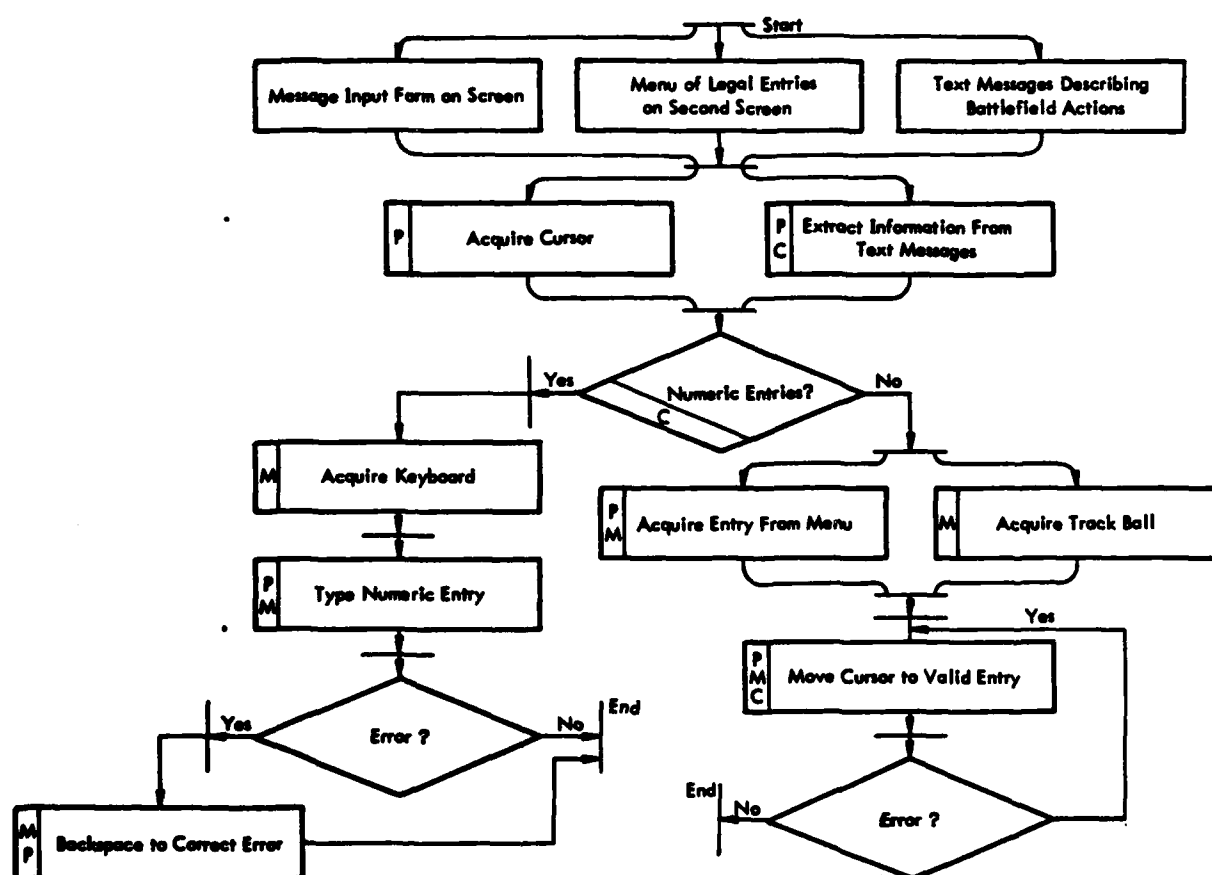 Start
Message Input Form on Screen
Menu of Legal Entries
on Second Screen
Text Messages Describing
Battlefield Actions
P
Acquire Cursor
P
C
Extract Information From
Text Messages
Yes
Numeric Entries?
No
C
M
Acquire Keyboard
P
M
Acquire Entry From Menu
M
Acquire Track Ball
P
M
Type Numeric Entry
Yes
P
M
C
Move Cursor to Valid Entry
Yes
Error ?
No
End
End
No
Error ?
M
P
Backspace to Correct Error